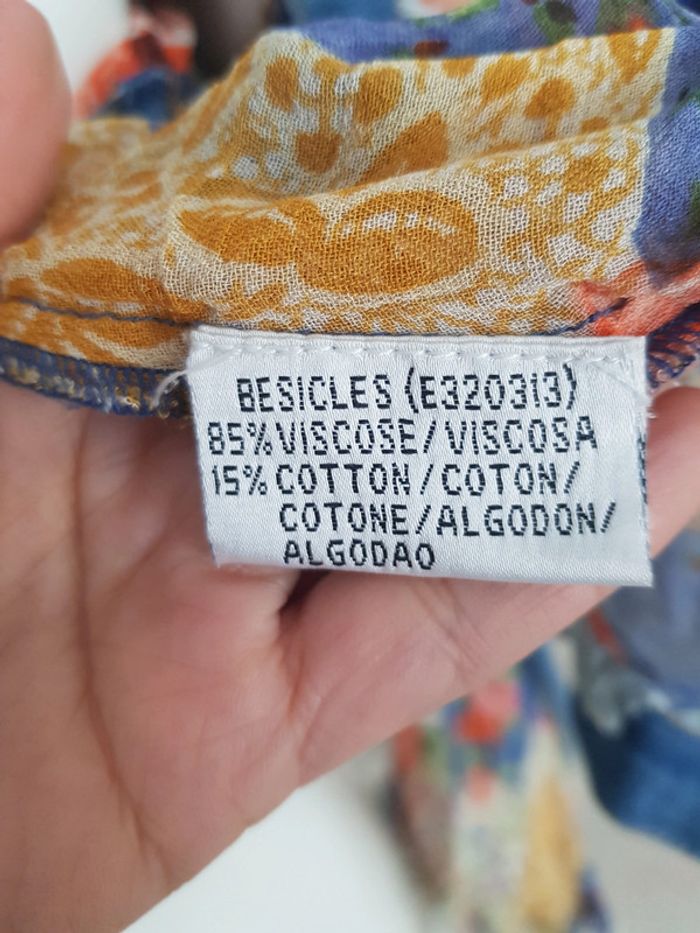 BESICLES (E320313)
85% VISCOSE/VISCOSA
15% COTTON/COTON/
COTONE/ALGODON/
ALGODAO